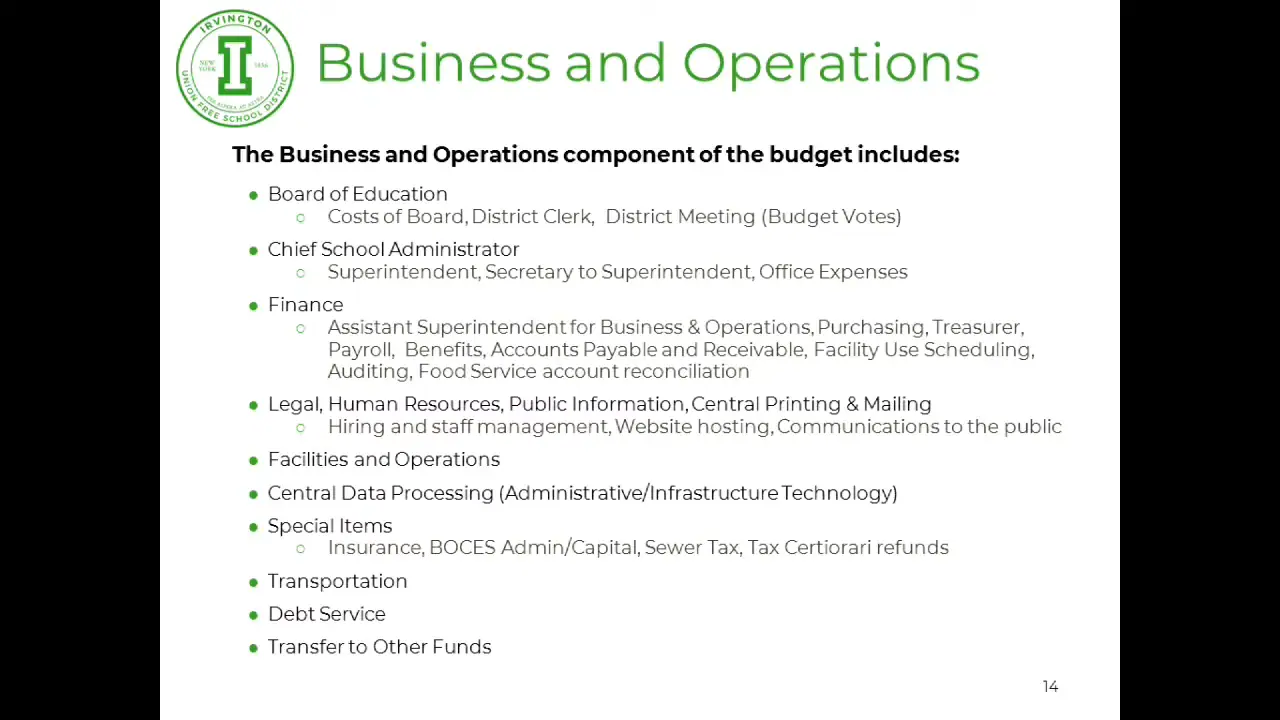 IRVINGTON
NEW YORK
UNION FREE SCHOOL DISTRICT
Business and Operations
The Business and Operations component of the budget includes:
● Board of Education
○ Costs of Board, District Clerk, District Meeting (Budget Votes)
● Chief School Administrator
○ Superintendent, Secretary to Superintendent, Office Expenses
● Finance
○ Assistant Superintendent for Business & Operations, Purchasing, Treasurer,
Payroll, Benefits, Accounts Payable and Receivable, Facility Use Scheduling,
Auditing, Food Service account reconciliation
● Legal, Human Resources, Public Information, Central Printing & Mailing
○ Hiring and staff management, Website hosting, Communications to the public
● Facilities and Operations
● Central Data Processing (Administrative/Infrastructure Technology)
● Special Items
○ Insurance, BOCES Admin/Capital, Sewer Tax, Tax Certiorari refunds
● Transportation
● Debt Service
● Transfer to Other Funds
14